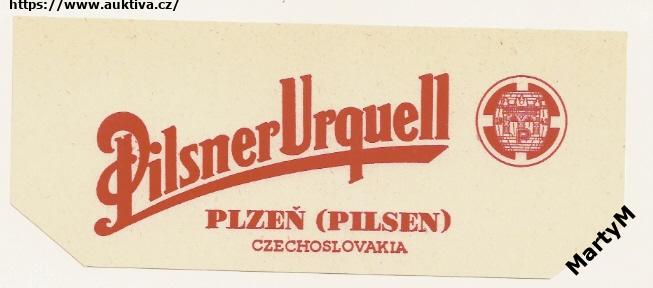 https://www.auktiva.cz/
Pilsner Urquell
PLZEŇ (PILSEN)
CZECHOSLOVAKIA
MartyM